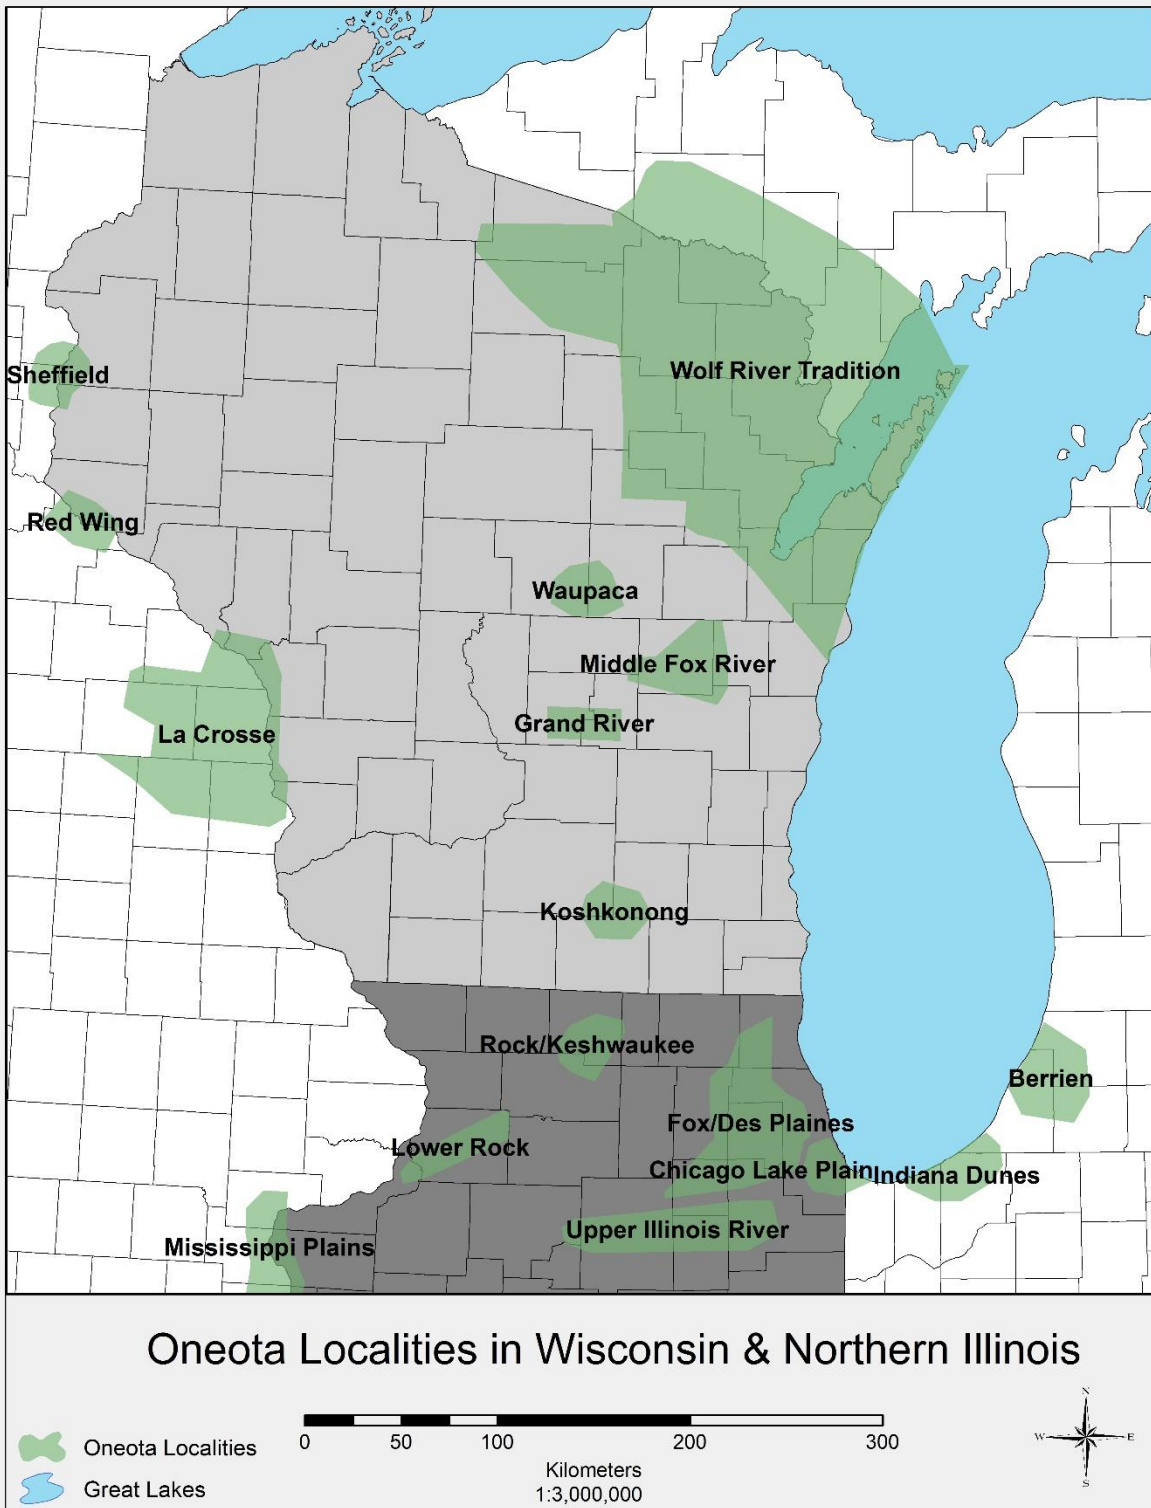 Wolf River Tradition
Sheffield
Red Wing
Waupaca
Middle Fox River
Grand River
La Crosse
Koshkonong
Rock/Keshwaukee
Berrien
Fox/Des Plaines
Lower Rock
Chicago Lake Plain
Indiana Dunes
Upper Illinois River
Mississippi Plains
Oneota Localities in Wisconsin & Northern Illinois
Oneota Localities
Great Lakes
0 50 100 200 300
Kilometers
1:3,000,000
N
W E
S